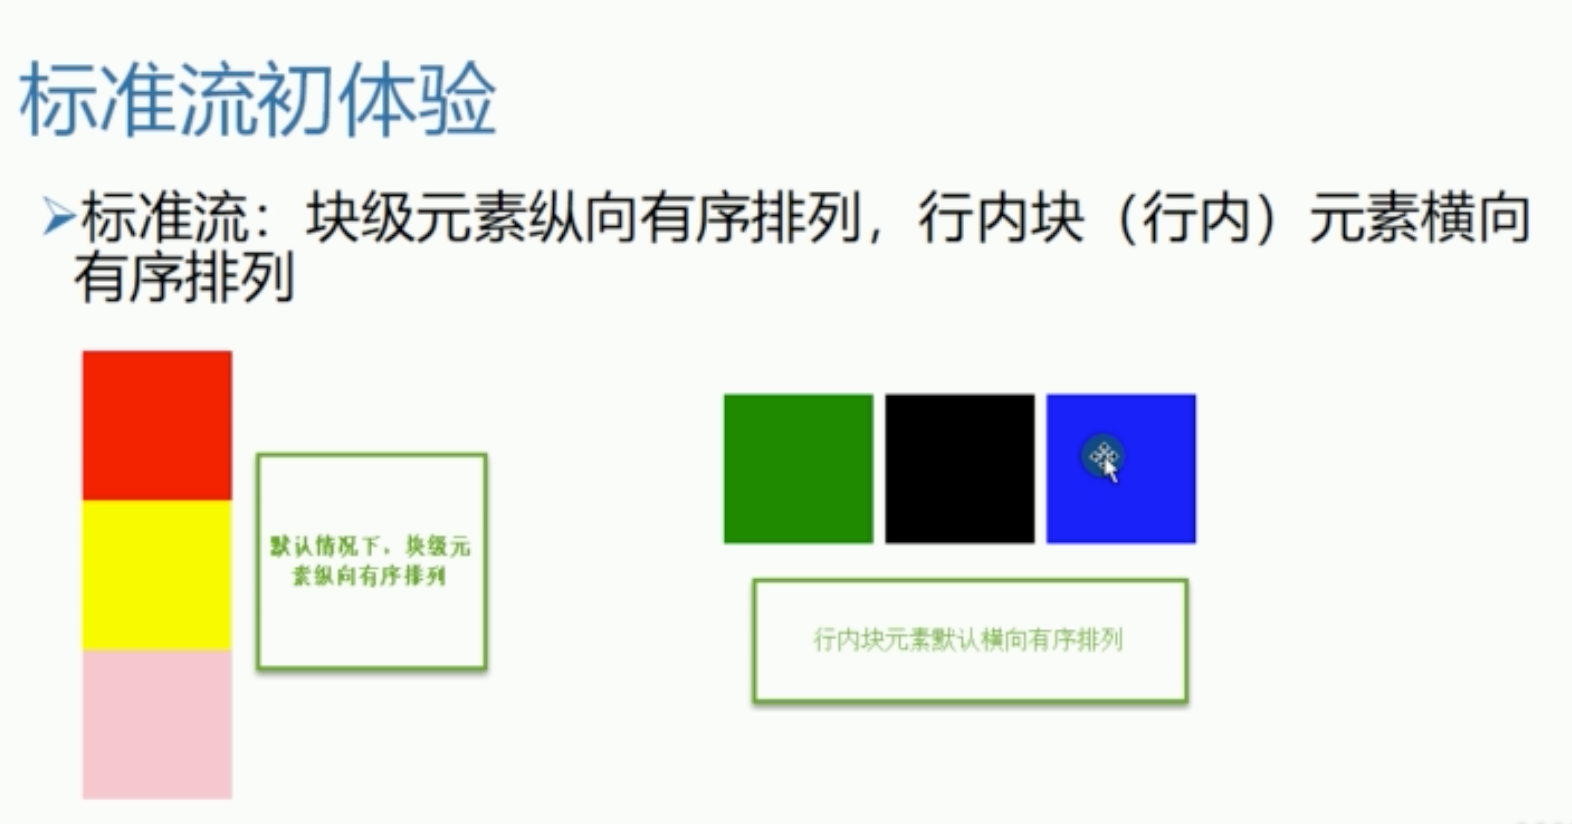 标准流初体验
标准流：块级元素纵向有序排列，行内块（行内）元素横向
有序排列
默认情况下，块级元
素纵向有序排列
行内块元素默认横向有序排列